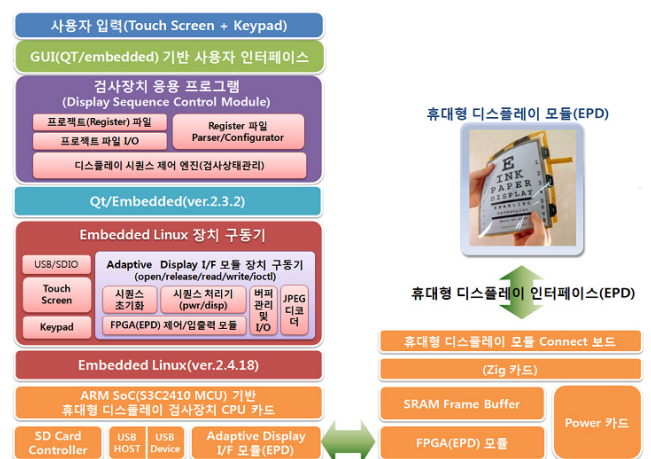 사용자 입력(Touch Screen + Keypad)
GUI(QT/embedded) 기반 사용자 인터페이스
검사장치 응용 프로그램
(Display Sequence Control Module)
프로젝트(Register) 파일
프로젝트 파일 I/O
Register 파일
Parser/Configurator
디스플레이 시퀀스 제어 엔진(검사상태관리)
Qt/Embedded(ver.2.3.2)
Embedded Linux 장치 구동기
USB/SDIO
Touch
Screen
Keypad
Adaptive Display I/F 모듈 장치 구동기
(open/release/read/write/ioctl)
시퀀스
초기화
시퀀스 처리기
(pwr/disp)
FPGA(EPD) 제어/입출력 모듈
버퍼
관리
및
I/O
JPEG
디코
더
Embedded Linux(ver.2.4.18)
ARM SoC(S3C2410 MCU) 기반
휴대형 디스플레이 검사장치 CPU 카드
SD Card
Controller
USB
HOST
USB
Device
Adaptive Display
I/F 모듈(EPD)
휴대형 디스플레이 모듈(EPD)
E
INK
PAPER
DISPLAY
휴대형 디스플레이 인터페이스(EPD)
휴대형 디스플레이 모듈 Connect 보드
(Zig 카드)
SRAM Frame Buffer
FPGA(EPD) 모듈
Power 카드